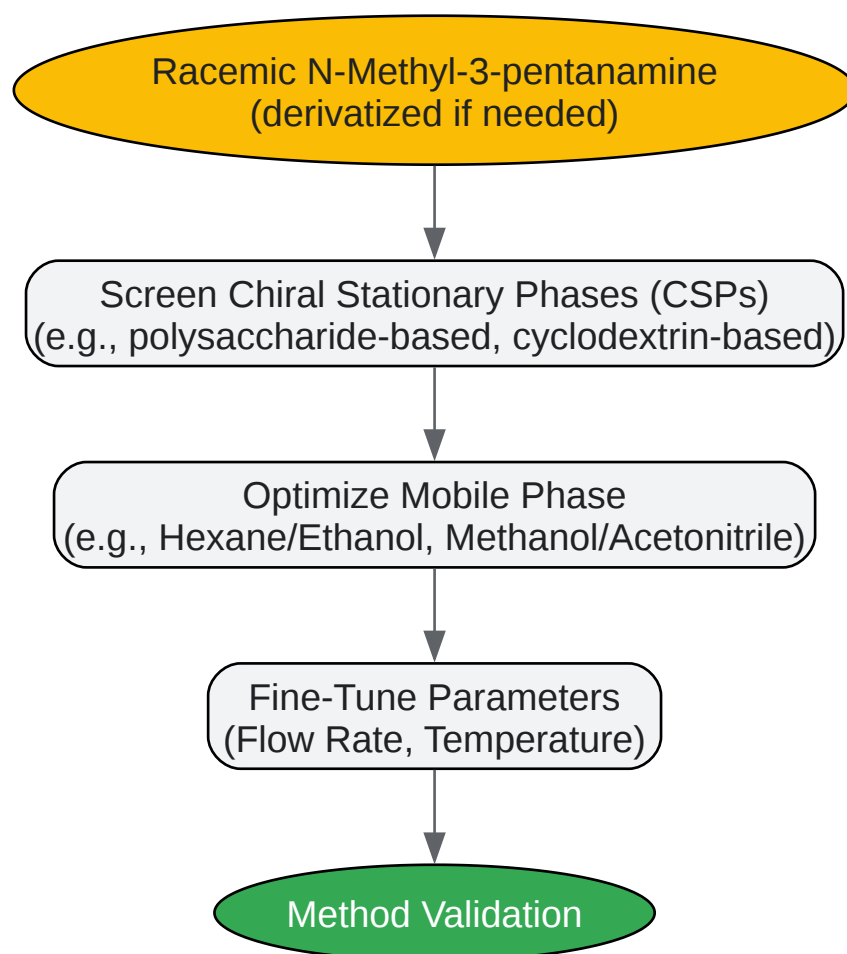 Racemic N-Methyl-3-pentanamine
(derivatized if needed)
Screen Chiral Stationary Phases (CSPs)
(e.g., polysaccharide-based, cyclodextrin-based)
Optimize Mobile Phase
(e.g., Hexane/Ethanol, Methanol/Acetonitrile)
Fine-Tune Parameters
(Flow Rate, Temperature)
Method Validation